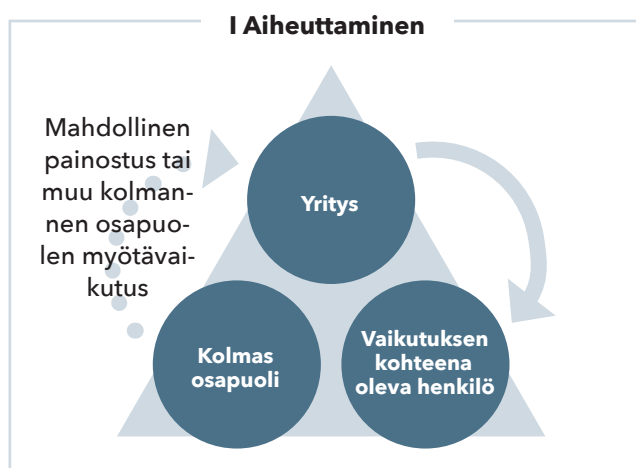 I Aiheuttaminen
Mahdollinen
painostus tai
muu kolman-
nen osapuo-
len myötävai-
kutus
Yritys
Kolmas
osapuoli
Vaikutuksen
kohteena
oleva henkilö